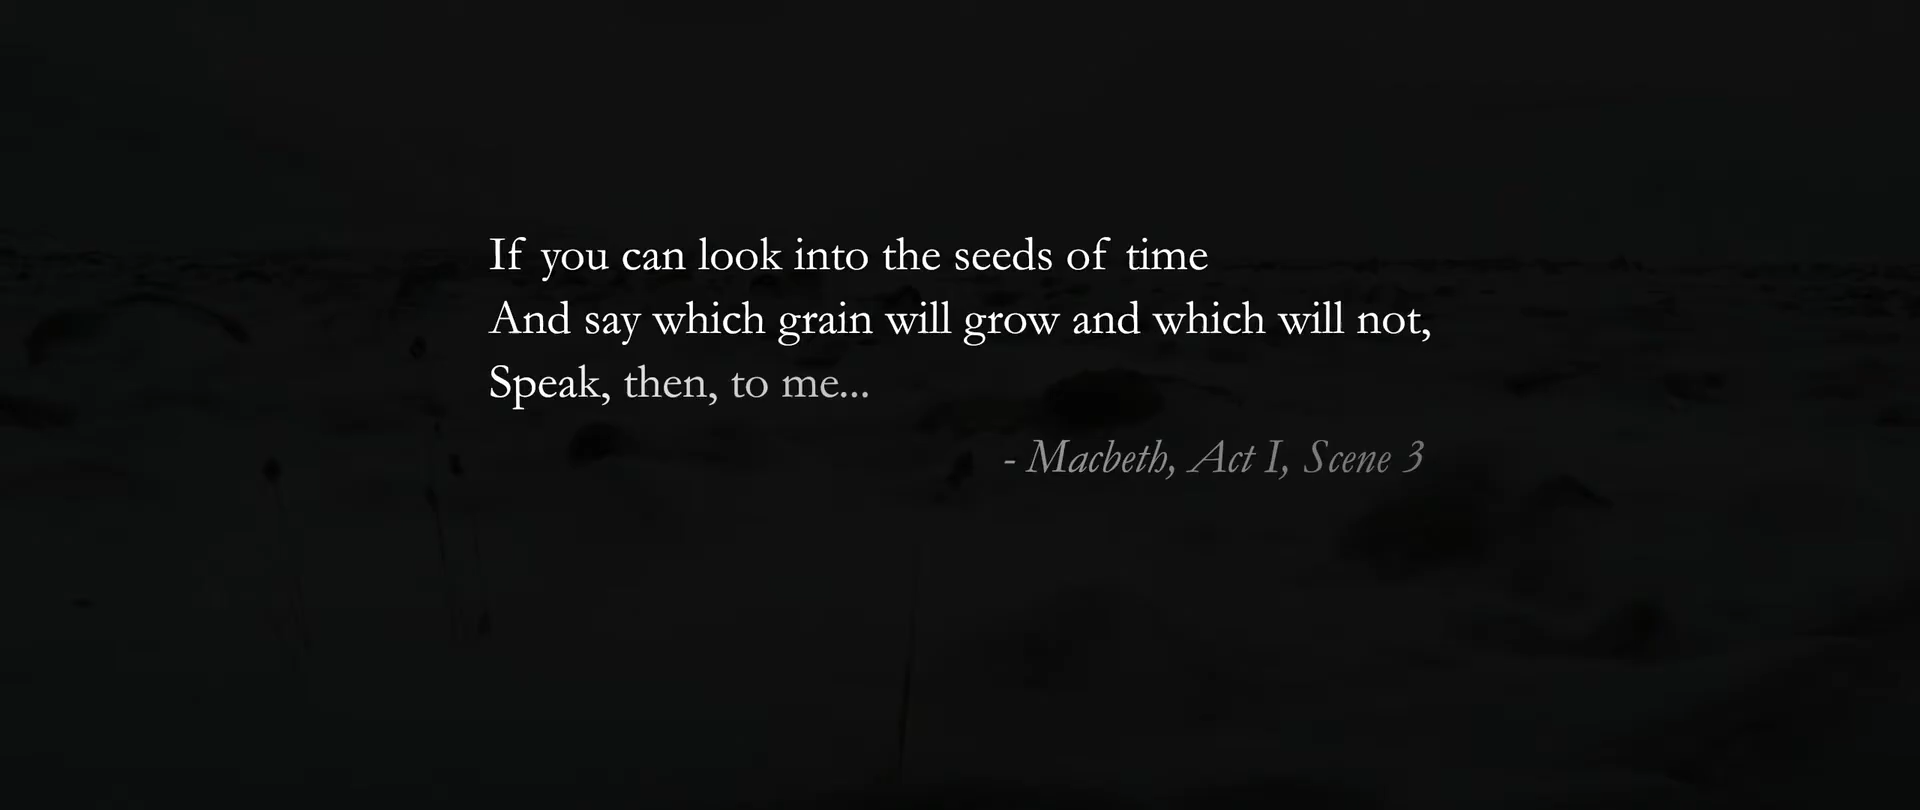 If you can look into the seeds of time
And say which grain will grow and which will not,
Speak, then, to me...
- Macbeth, Act I, Scene 3